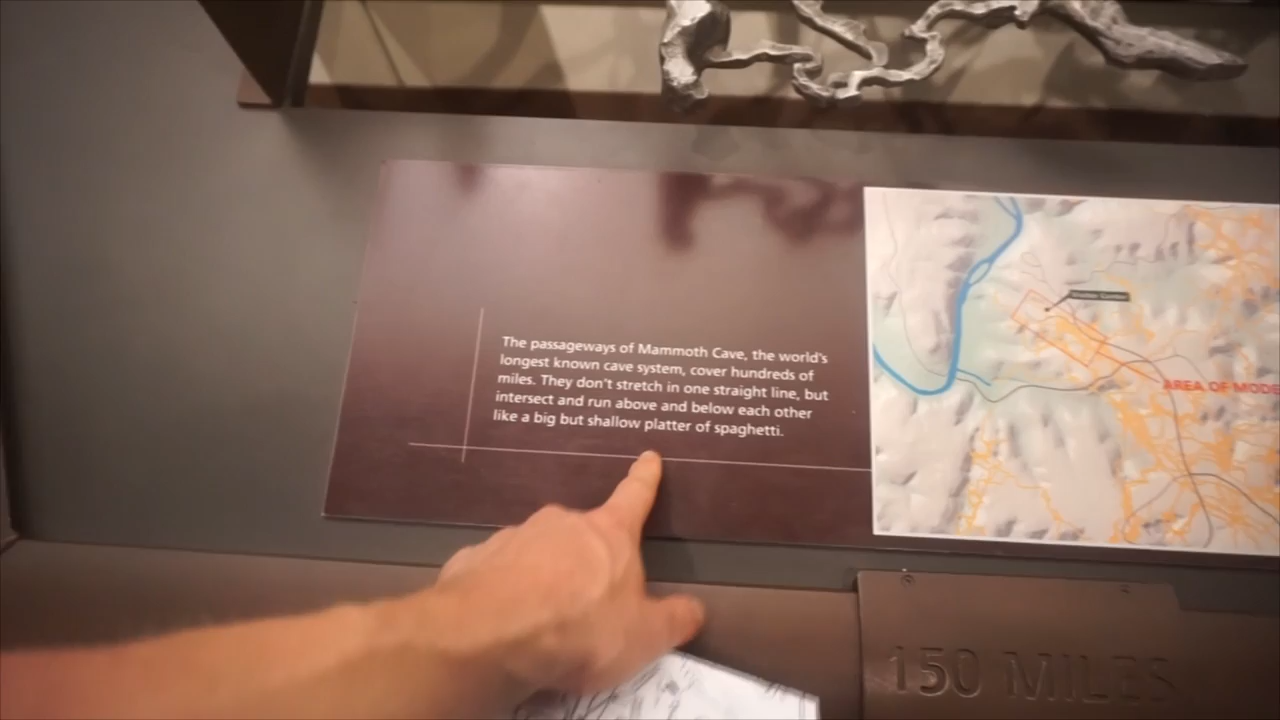 The passageways of Mammoth Cave, the world's
longest known cave system, cover hundreds of
miles. They don't stretch in one straight line, but
intersect and run above and below each other
like a big but shallow platter of spaghetti.
Visitor Center
AREA OF MODE
150 MILES